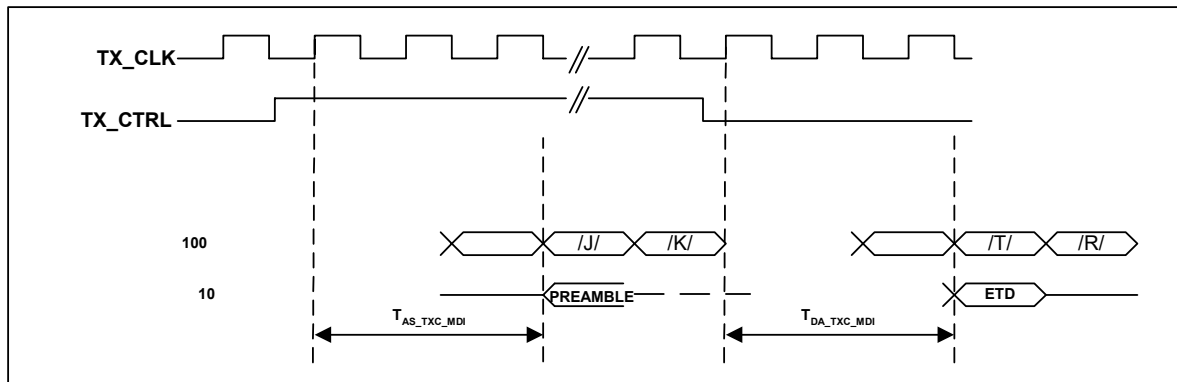 TX_CLK
//
TX_CTRL
//
100
/J/ /K/ /T/ /R/
10
PREAMBLE ETD
TAS_TXC_MDI TDA_TXC_MDI